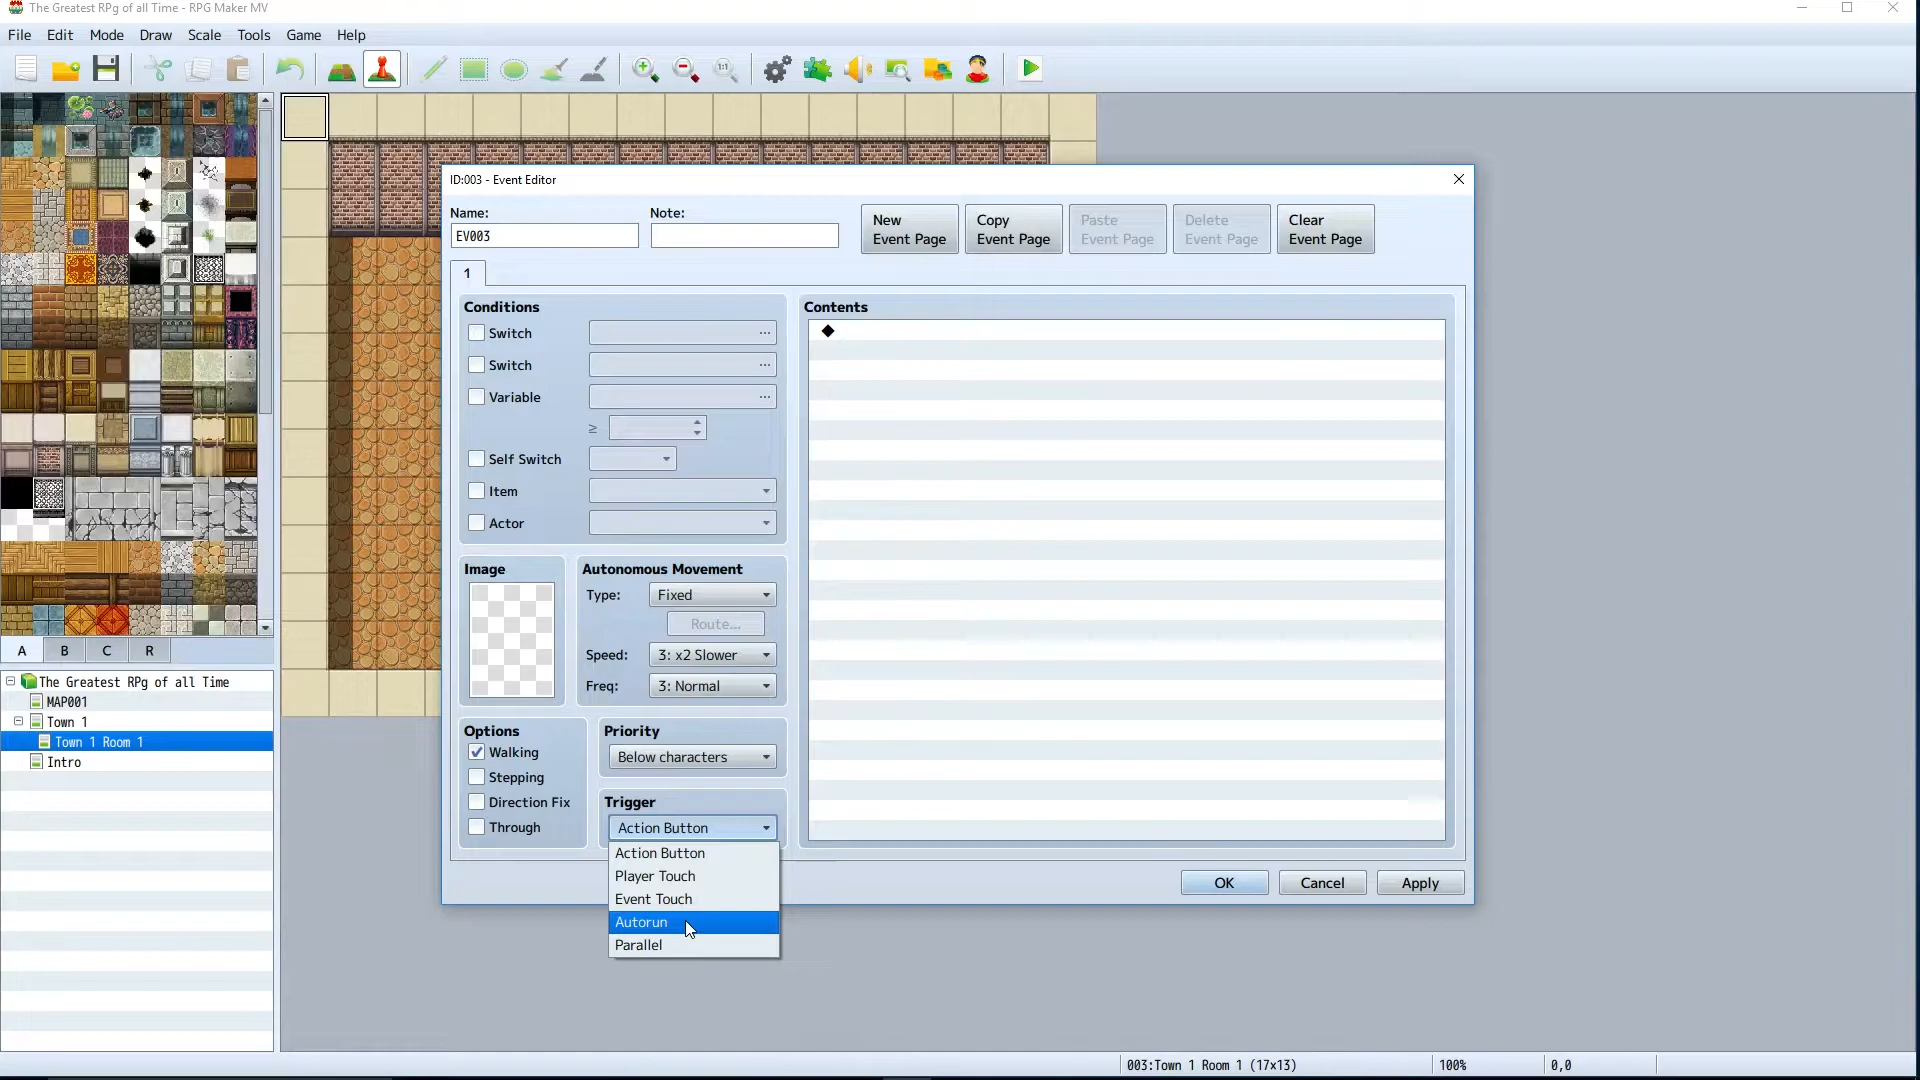 The Greatest RPg of all Time - RPG Maker MV
File Edit Mode Draw Scale Tools Game Help
1:1
ID:003 - Event Editor
Name: Note:
EV003
New Event Page
Copy Event Page
Paste Event Page
Delete Event Page
Clear Event Page
1
Conditions
Switch ...
Switch ...
Variable ...
≥
Self Switch
Item
Actor
Image
Autonomous Movement
Type: Fixed
Route...
Speed: 3: x2 Slower
Freq: 3: Normal
Options
Walking
Stepping
Direction Fix
Through
Priority
Below characters
Trigger
Action Button
Action Button
Player Touch
Event Touch
Autorun
Parallel
Contents
OK Cancel Apply
A B C R
The Greatest RPg of all Time
MAP001
Town 1
Town 1 Room 1
Intro
003:Town 1 Room 1 (17x13) 100% 0,0